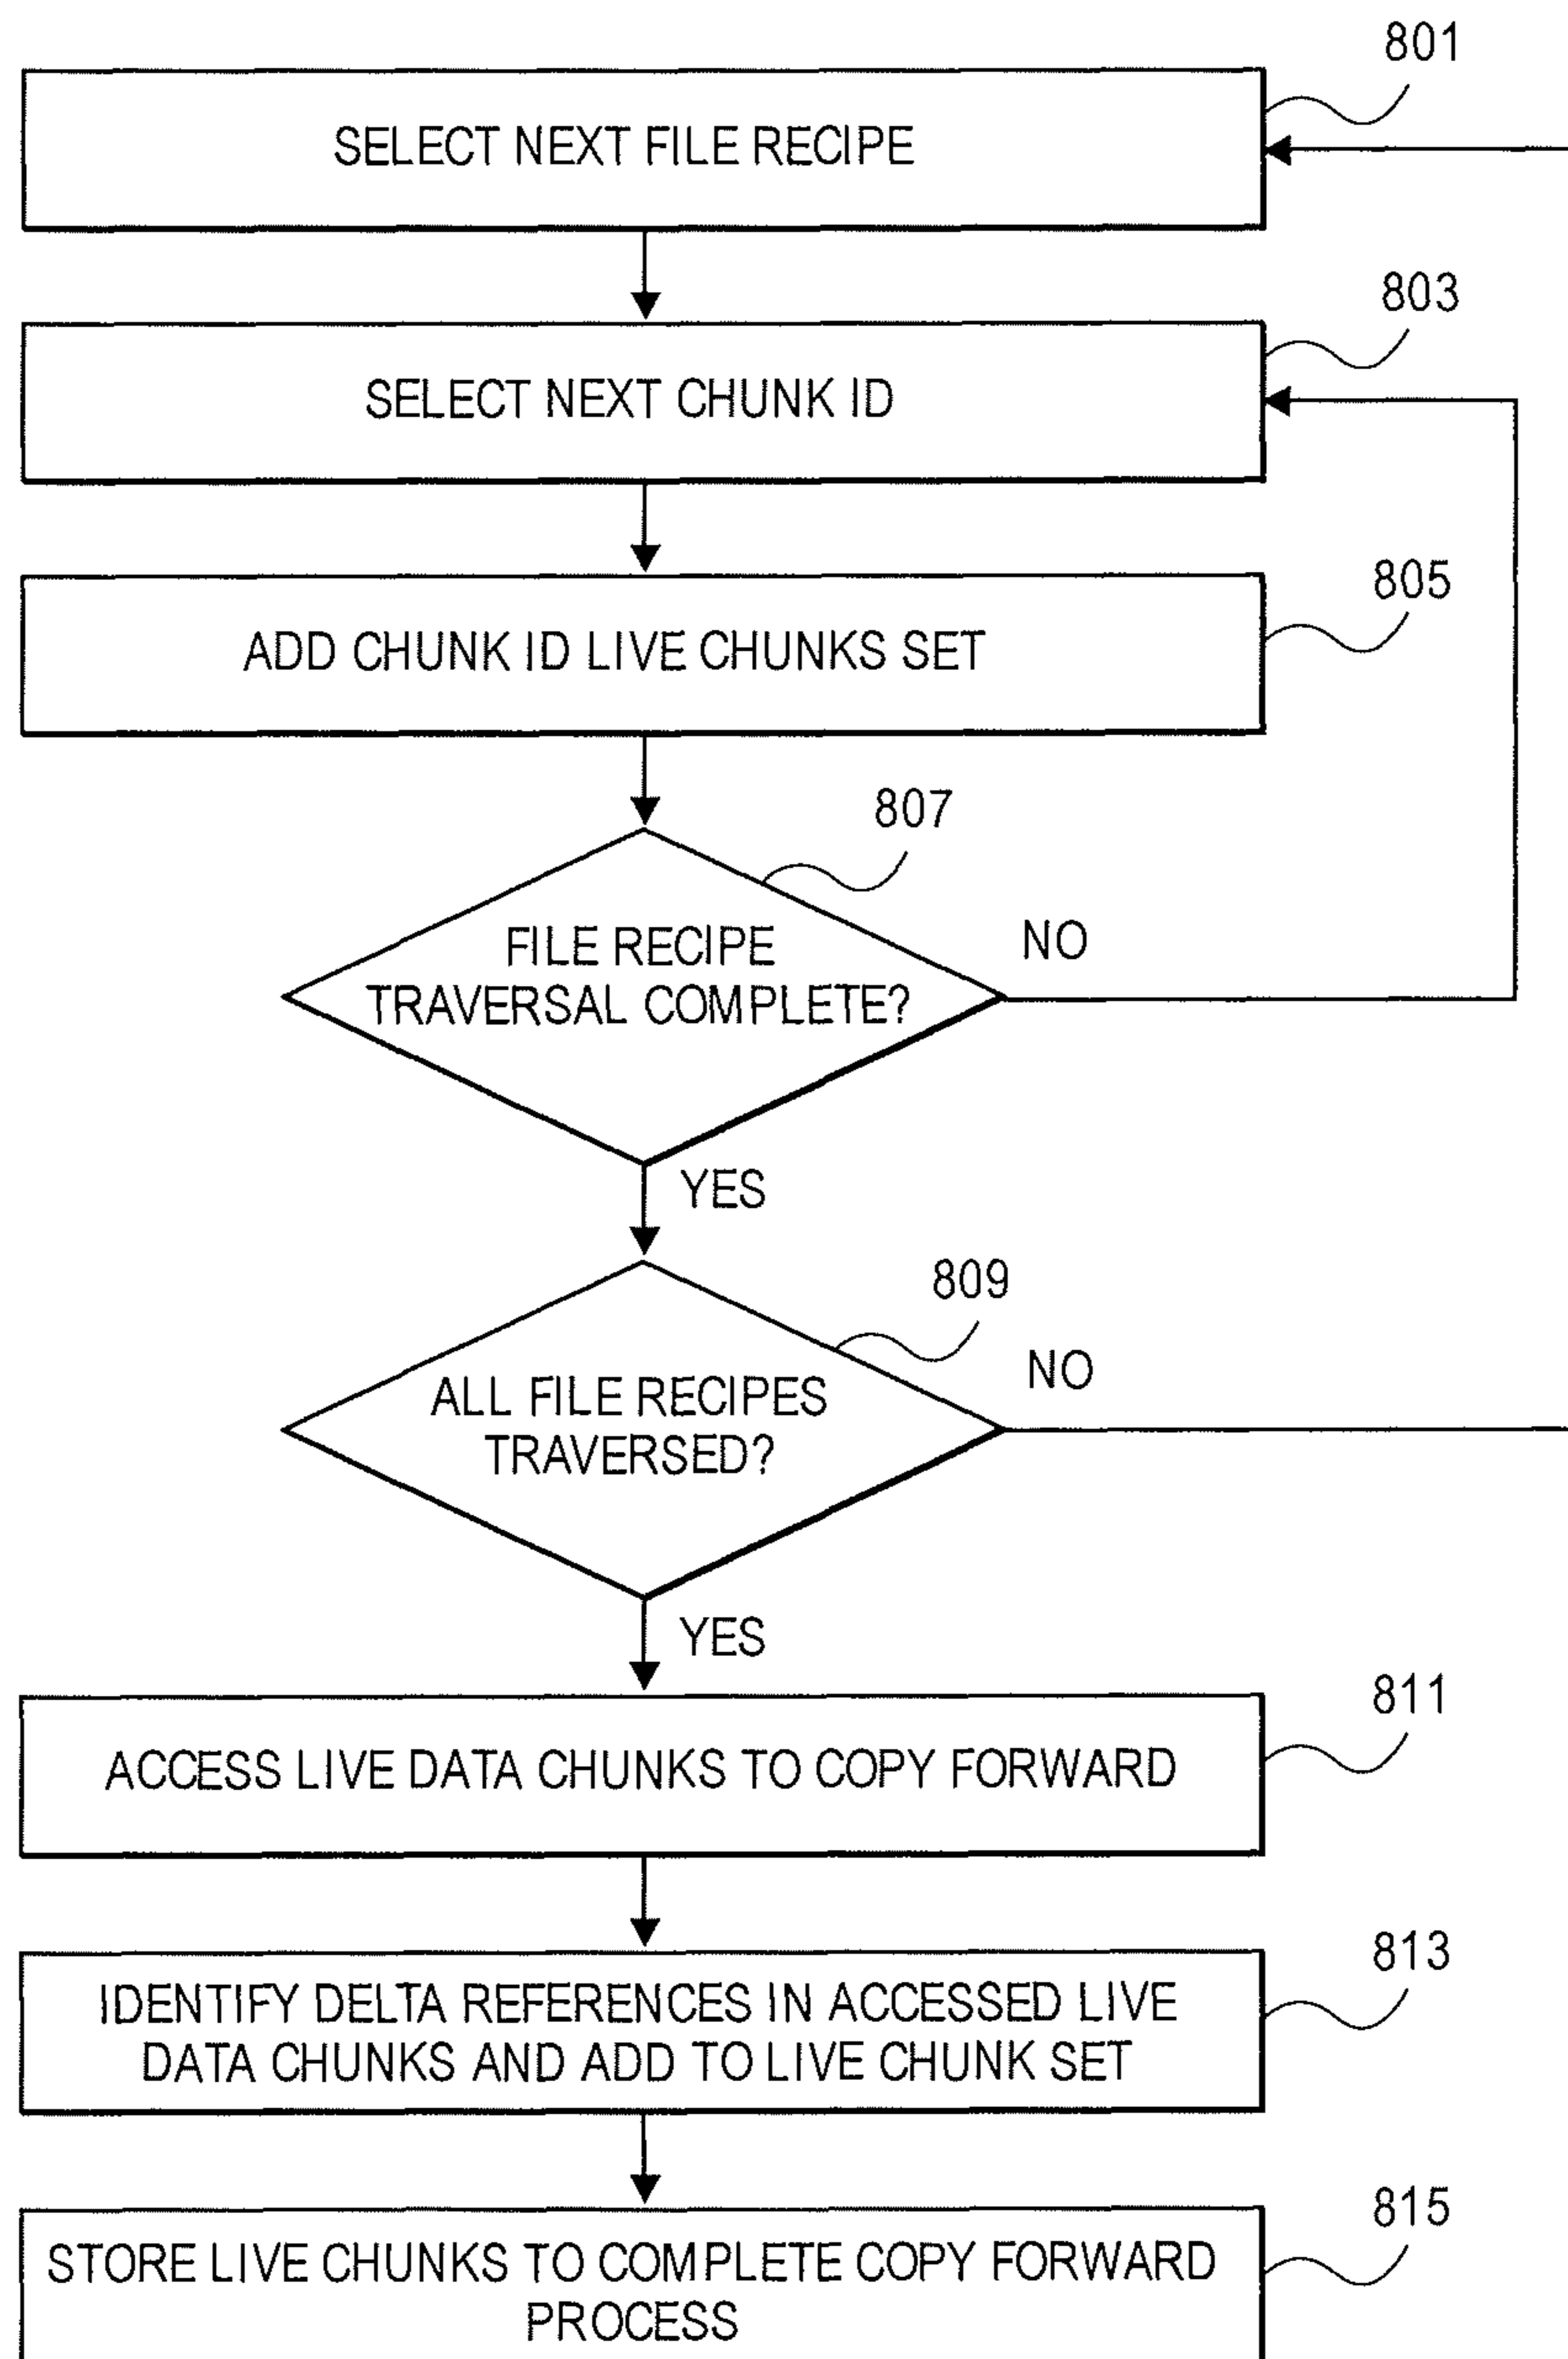 801
SELECT NEXT FILE RECIPE
803
SELECT NEXT CHUNK ID
805
ADD CHUNK ID LIVE CHUNKS SET
807
FILE RECIPE
TRAVERSAL COMPLETE?
NO
YES
809
ALL FILE RECIPES
TRAVERSED?
NO
YES
811
ACCESS LIVE DATA CHUNKS TO COPY FORWARD
813
IDENTIFY DELTA REFERENCES IN ACCESSED LIVE
DATA CHUNKS AND ADD TO LIVE CHUNK SET
815
STORE LIVE CHUNKS TO COMPLETE COPY FORWARD
PROCESS